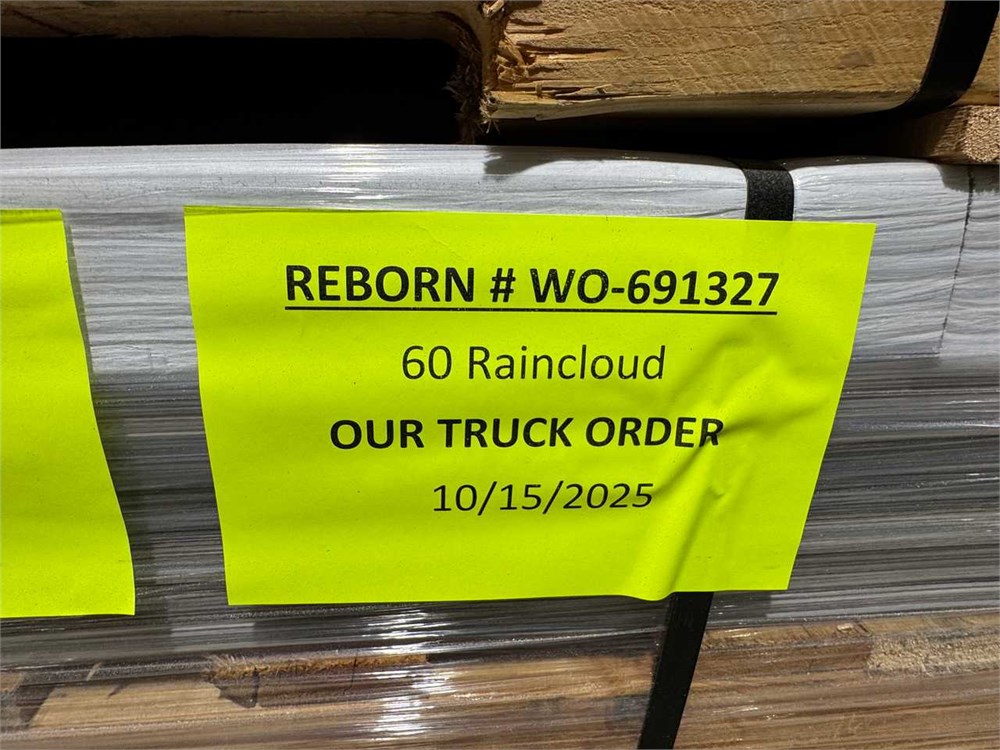 REBORN # WO-691327
60 Raincloud
OUR TRUCK ORDER
10/15/2025